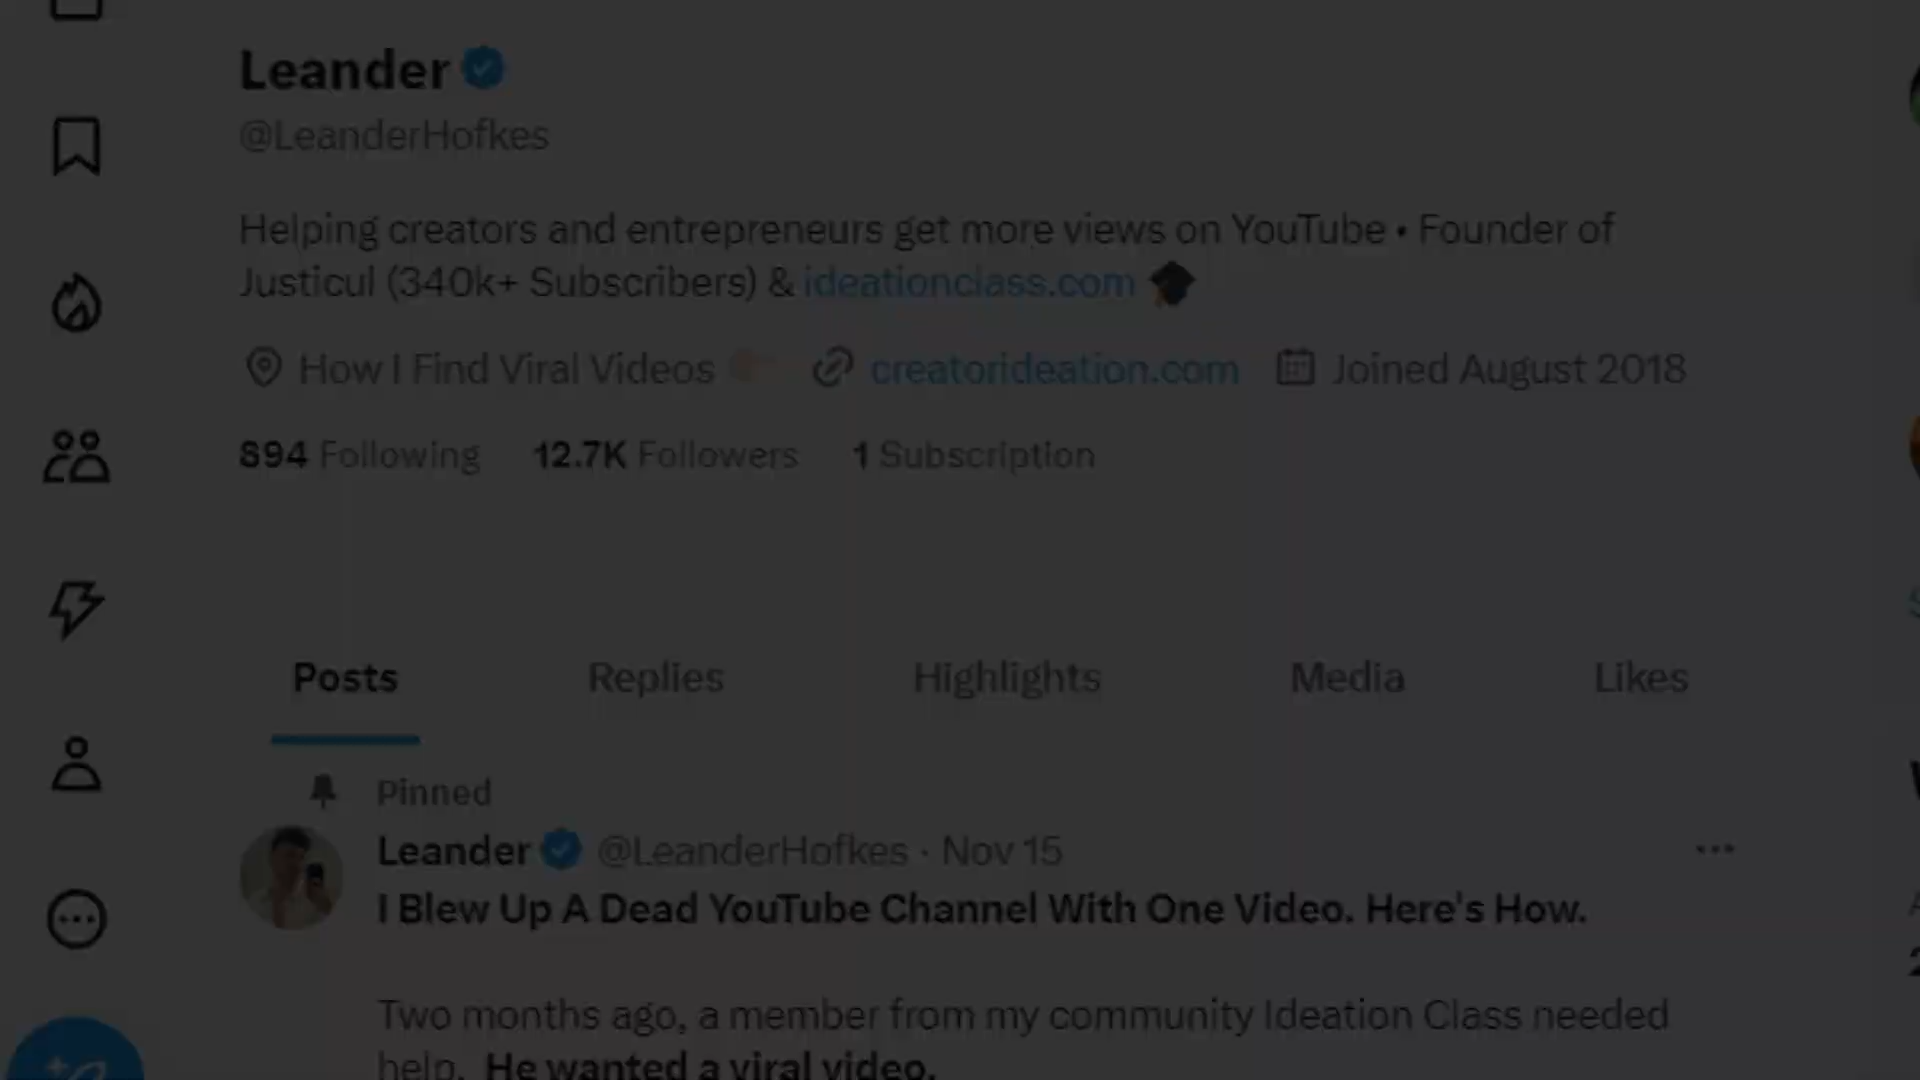 Leander
@LeanderHofkes
Helping creators and entrepreneurs get more views on YouTube • Founder of
Justicul (340k+ Subscribers) & ideationclass.com 🎓
How I Find Viral Videos 👉 creatorideation.com Joined August 2018
894 Following 12.7K Followers 1 Subscription
Posts Replies Highlights Media Likes
Pinned
Leander @LeanderHofkes · Nov 15
I Blew Up A Dead YouTube Channel With One Video. Here's How.
Two months ago, a member from my community Ideation Class needed
help. He wanted a viral video.